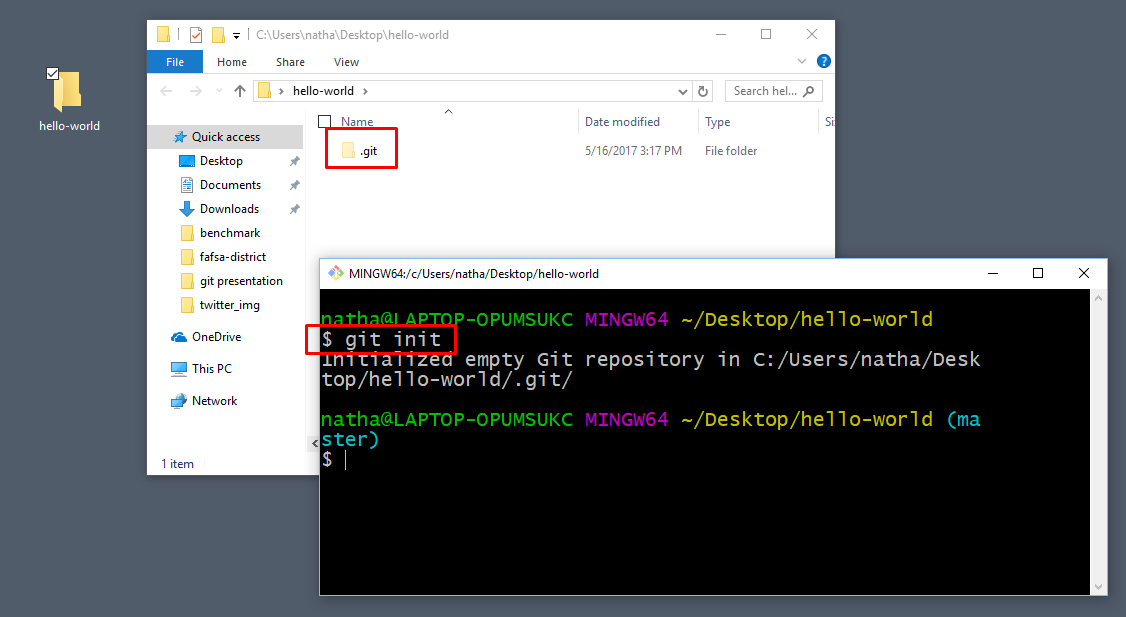 hello-world
C:\Users\natha\Desktop\hello-world
File Home Share View
hello-world
Search hel...
Name Date modified Type Si
.git 5/16/2017 3:17 PM File folder
Quick access
Desktop
Documents
Downloads
benchmark
fafsa-district
git presentation
twitter_img
OneDrive
This PC
Network
1 item
MINGW64:/c/Users/natha/Desktop/hello-world
natha@LAPTOP-OPUMSUKC MINGW64 ~/Desktop/hello-world
$ git init
Initialized empty Git repository in C:/Users/natha/Desk
top/hello-world/.git/
natha@LAPTOP-OPUMSUKC MINGW64 ~/Desktop/hello-world (ma
ster)
$